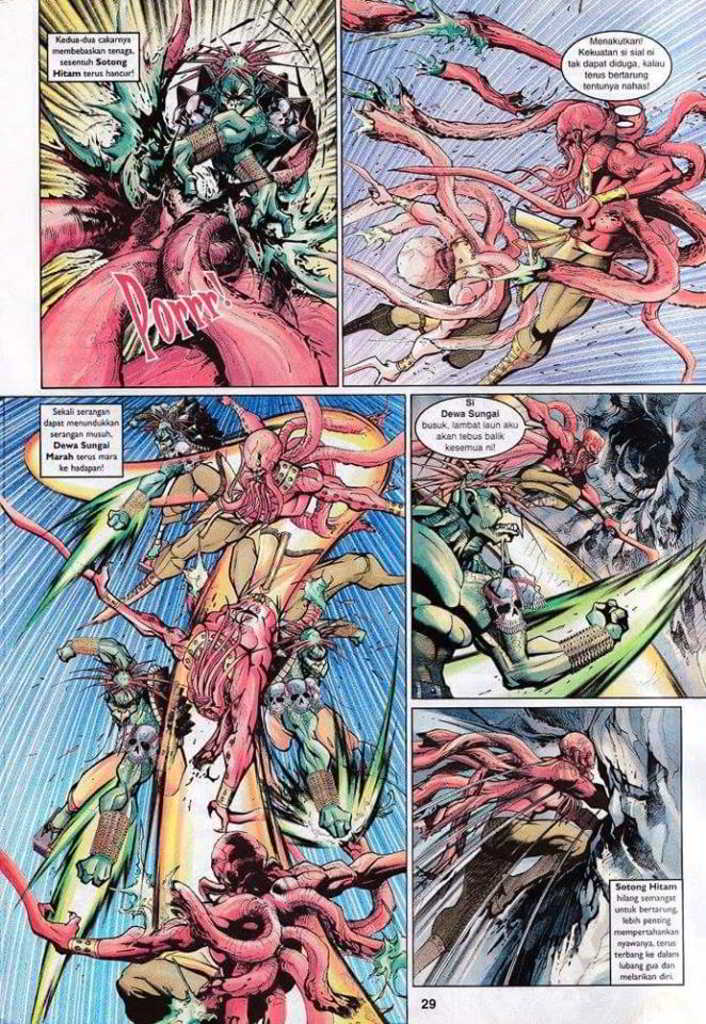 Kedua-dua cakarnya
membebaskan tenaga,
sesentuh Sotong
Hitam terus hancur!
Menakutkan!
Kekuatan si sial ni
tak dapat diduga, kalau
terus bertarung
tentunya nahas!
Porrr!
Sekali serangan
dapat menundukkan
serangan musuh,
Dewa Sungai
Marah terus mara
ke hadapan!
Si
Dewa Sungai
busuk, lambat laun aku
akan tebus balik
kesemua ni!
Sotong Hitam
hilang semangat
untuk bertarung,
lebih penting
mempertahankan
nyawanya, terus
terbang ke dalam
lubang gua dan
melarikan diri.
29